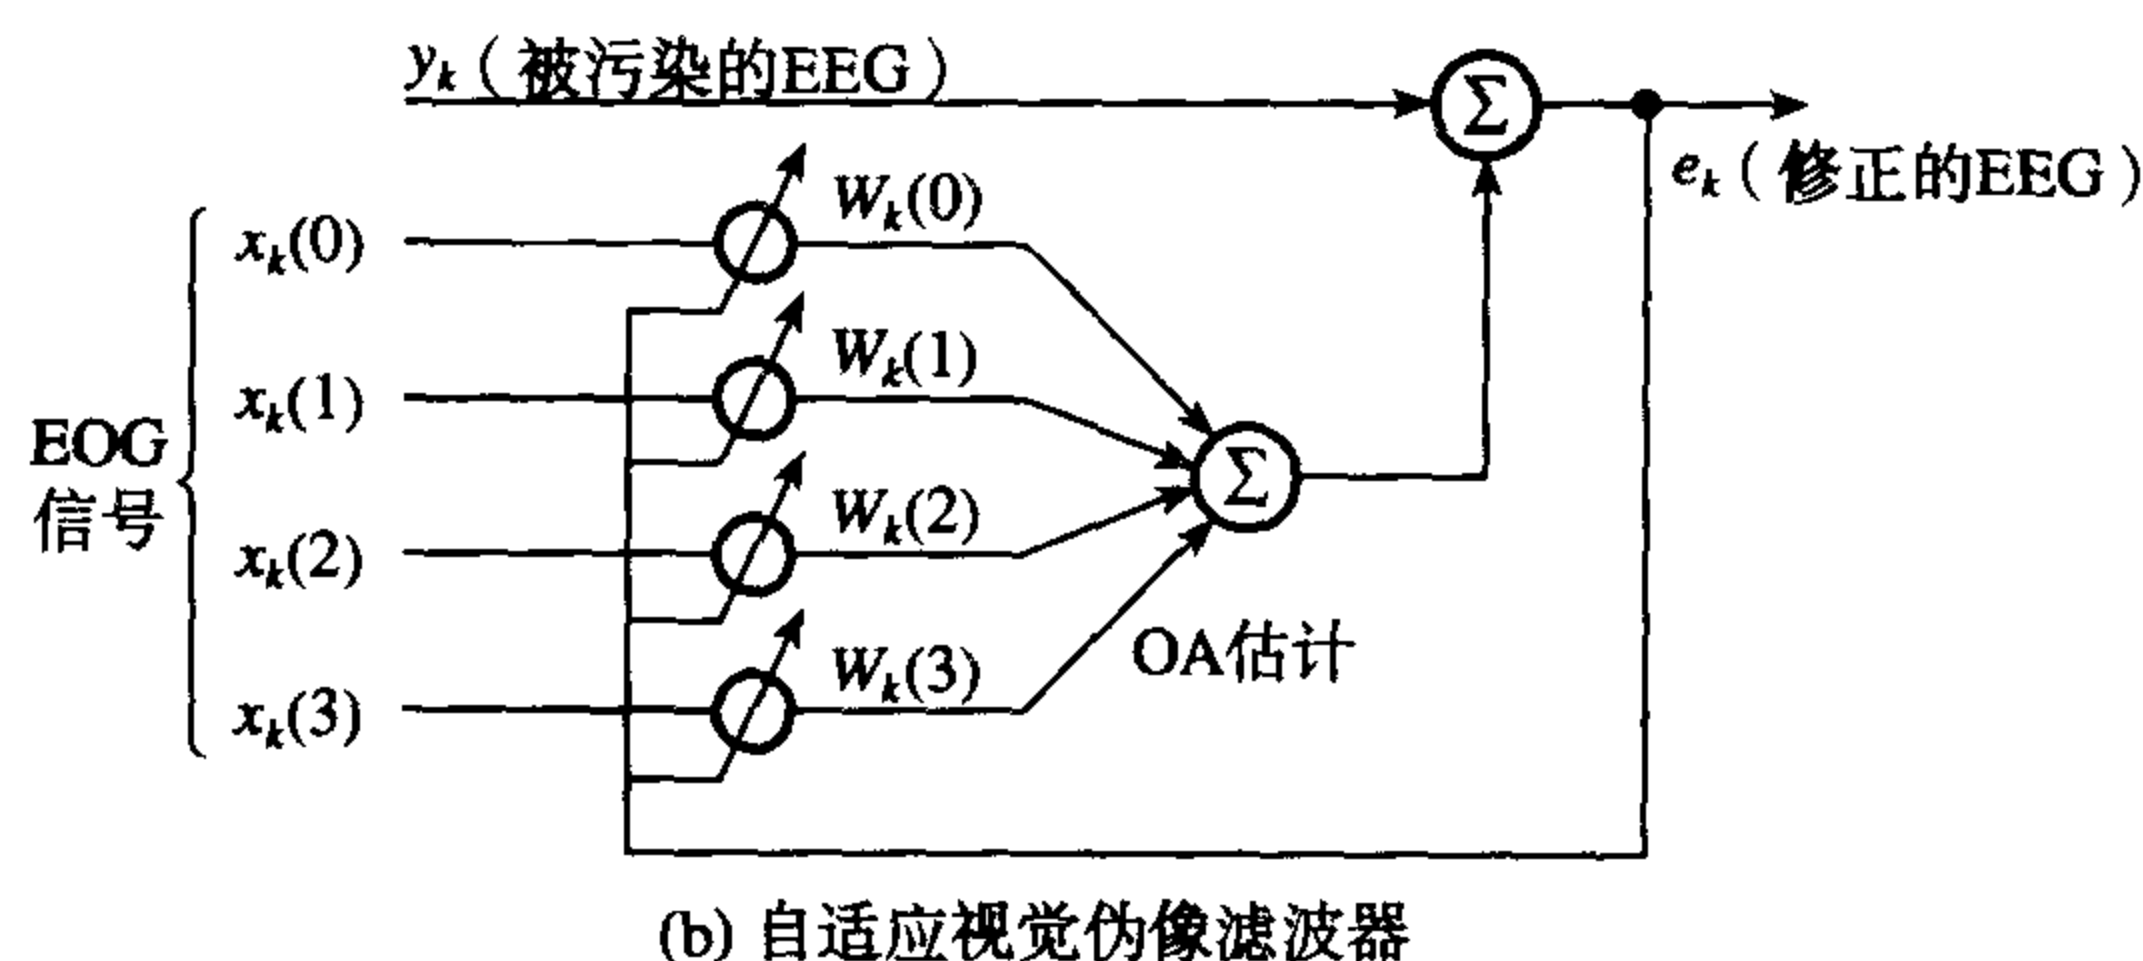 yk（被污染的EEG）
Σ
ek（修正的EEG）
Wk(0)
xk(0)
Wk(1)
xk(1)
EOG
信号
Σ
Wk(2)
xk(2)
OA估计
Wk(3)
xk(3)
(b) 自适应视觉伪像滤波器